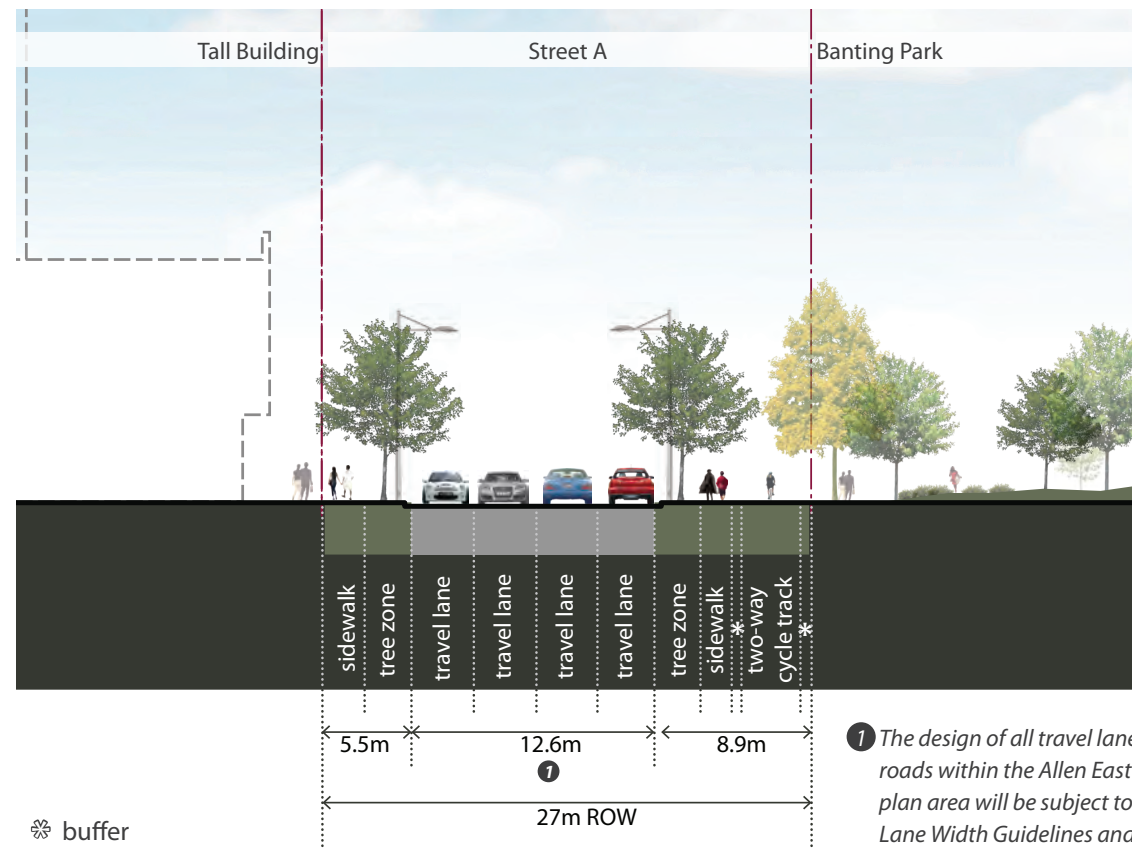 Tall Building
Street A
Banting Park
sidewalk
tree zone
travel lane
travel lane
travel lane
travel lane
tree zone
sidewalk
*
two-way
cycle track
*
5.5m
12.6m
8.9m
1
27m ROW
buffer
1 The design of all travel lane
roads within the Allen East
plan area will be subject to
Lane Width Guidelines and